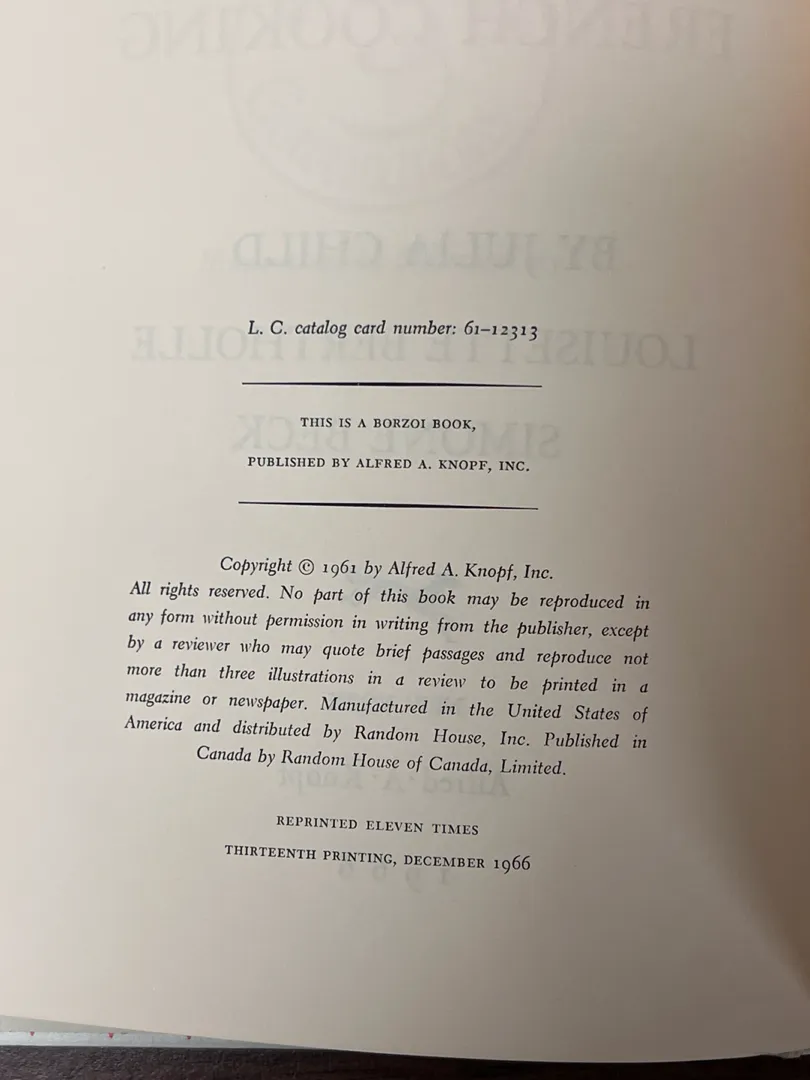 L. C. catalog card number: 61–12313
THIS IS A BORZOI BOOK,
PUBLISHED BY ALFRED A. KNOPF, INC.
Copyright © 1961 by Alfred A. Knopf, Inc.
All rights reserved. No part of this book may be reproduced in
any form without permission in writing from the publisher, except
by a reviewer who may quote brief passages and reproduce not
more than three illustrations in a review to be printed in a
magazine or newspaper. Manufactured in the United States of
America and distributed by Random House, Inc. Published in
Canada by Random House of Canada, Limited.
REPRINTED ELEVEN TIMES
THIRTEENTH PRINTING, DECEMBER 1966